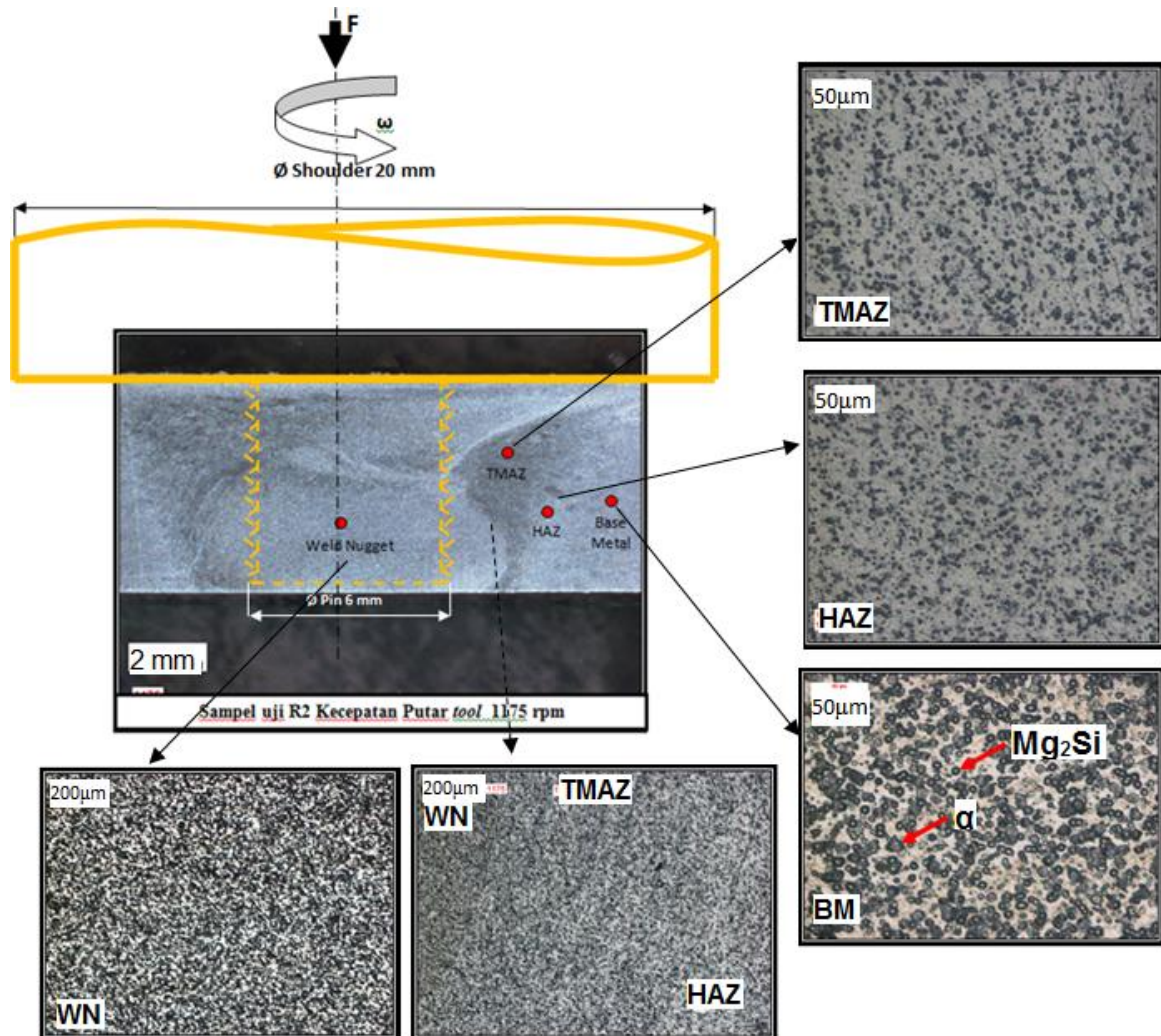 F
ω
Ø Shoulder 20 mm
50μm
TMAZ
50μm
HAZ
50μm
Mg₂Si
α
BM
TMAZ
HAZ
Base
Metal
Weld Nugget
Ø Pin 6 mm
2 mm
Sampel uji R2 Kecepatan Putar tool 1175 rpm
200μm
WN
200μm
TMAZ
WN
HAZ